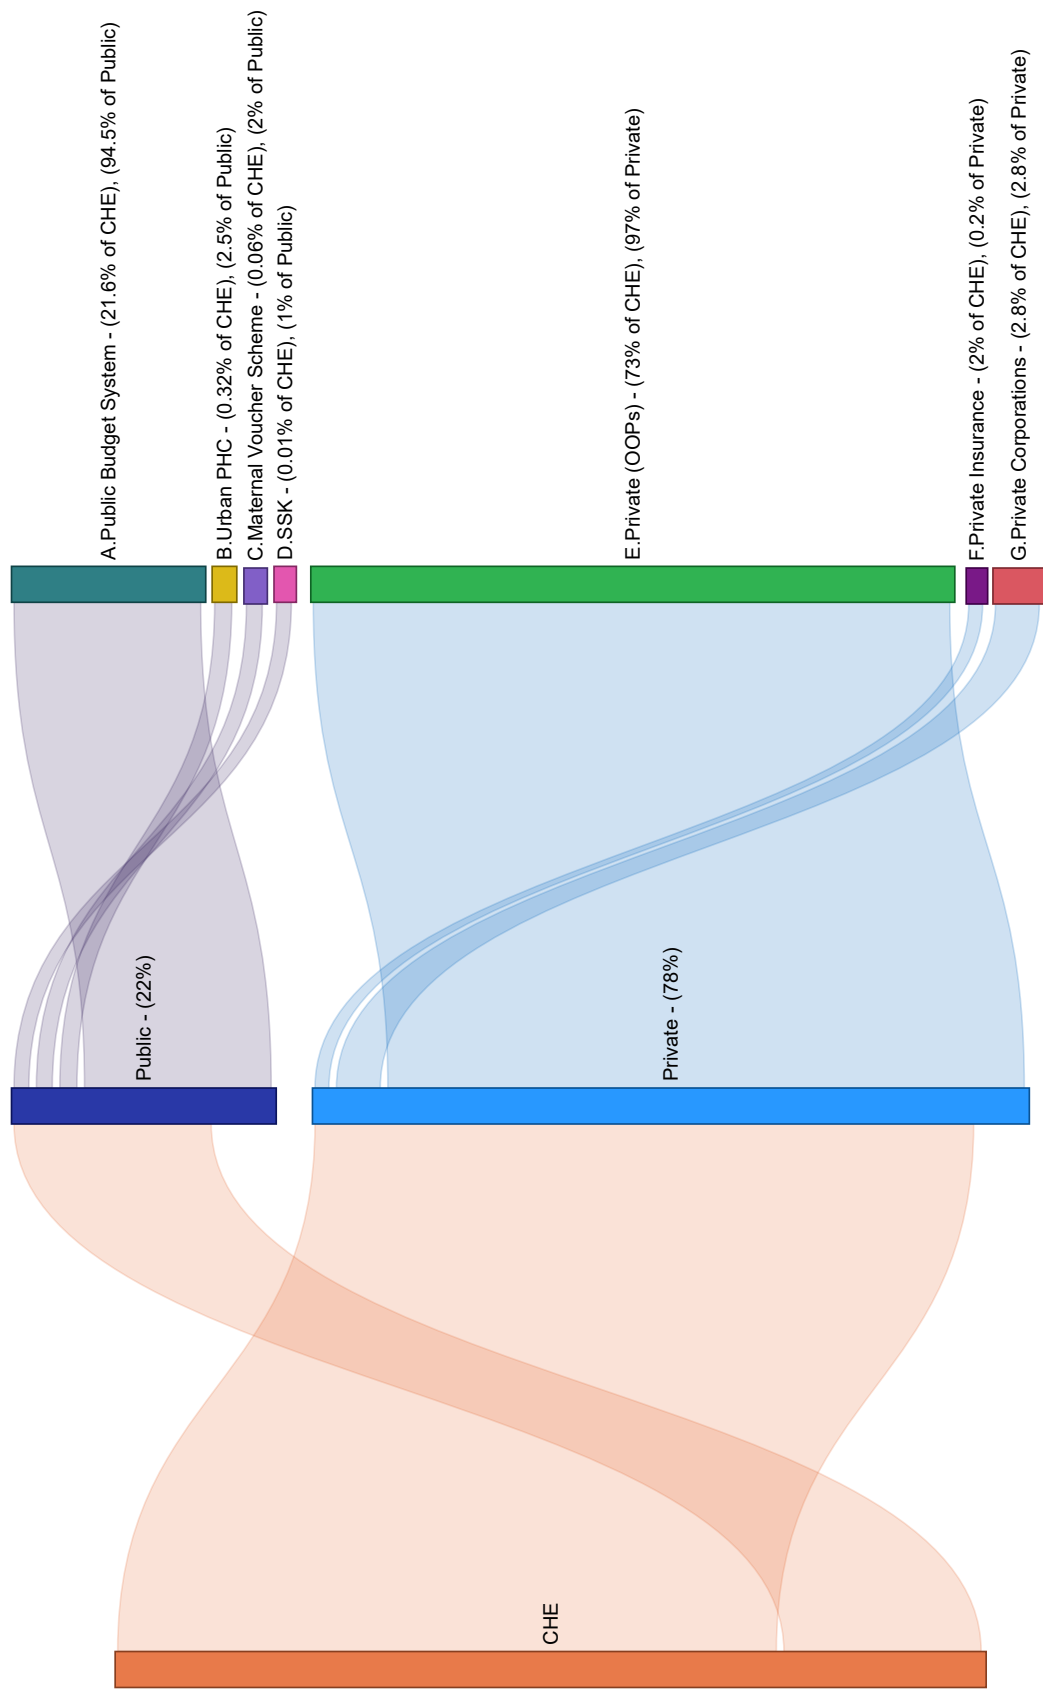 CHE
Public - (22%)
Private - (78%)
A.Public Budget System - (21.6% of CHE), (94.5% of Public)
B.Urban PHC - (0.32% of CHE), (2.5% of Public)
C.Maternal Voucher Scheme - (0.06% of CHE), (2% of Public)
D.SSK - (0.01% of CHE), (1% of Public)
E.Private (OOPs) - (73% of CHE), (97% of Private)
F.Private Insurance - (2% of CHE), (0.2% of Private)
G.Private Corporations - (2.8% of CHE), (2.8% of Private)